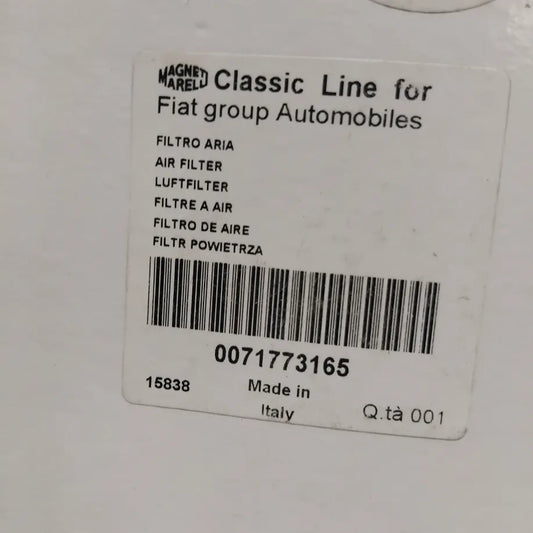 MAGNETI MARELLI Classic Line for
Fiat group Automobiles
FILTRO ARIA
AIR FILTER
LUFTFILTER
FILTRE A AIR
FILTRO DE AIRE
FILTR POWIETRZA
0071773165
15838 Made in
Italy Q.tà 001